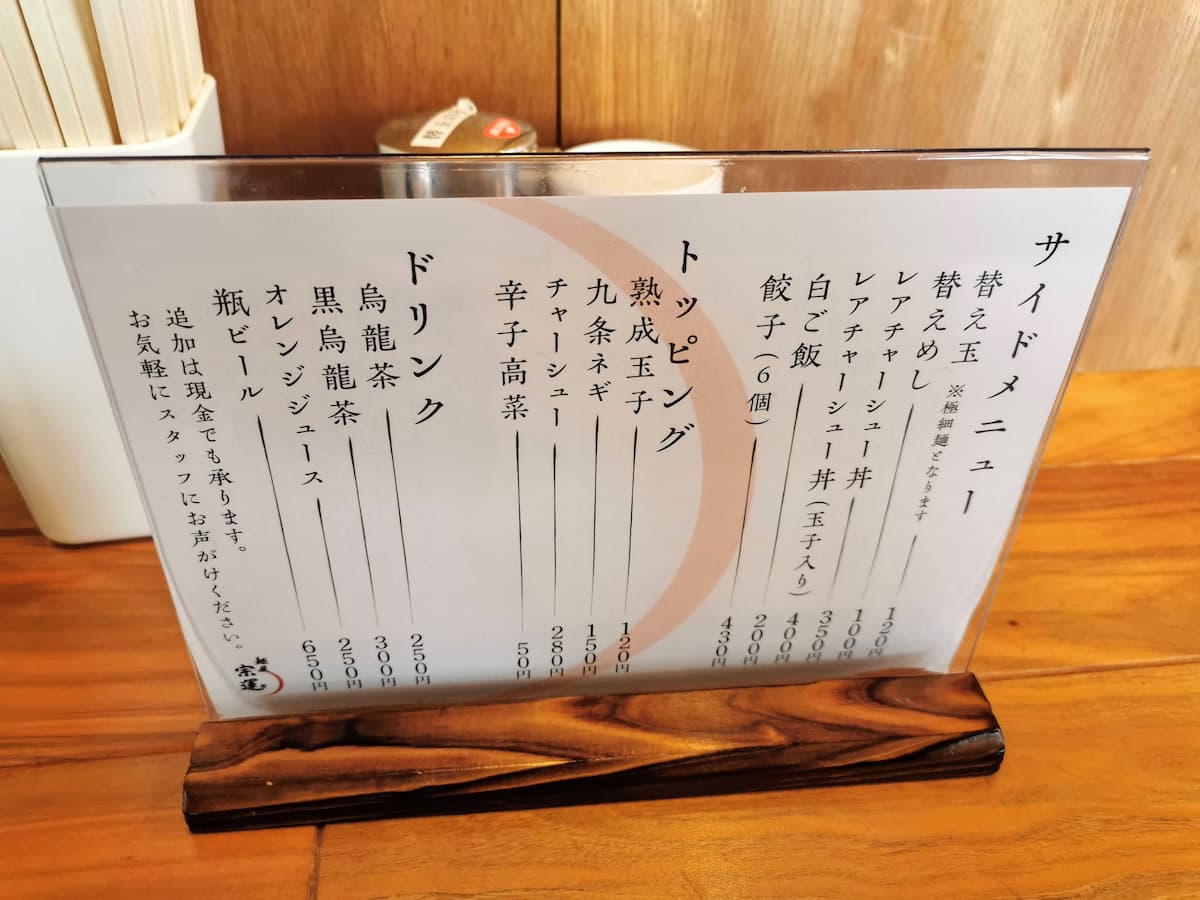 サイドメニュー
替え玉 ※極細麺となります 120円
替えめし 100円
レアチャーシュー丼 350円
レアチャーシュー丼(玉子入り) 400円
白ご飯 200円
餃子(6個) 430円
トッピング
熟成玉子 120円
九条ネギ 150円
チャーシュー 280円
辛子高菜 50円
ドリンク
烏龍茶 250円
黒烏龍茶 300円
オレンジジュース 250円
瓶ビール 650円
追加は現金でも承ります。
お気軽にスタッフにお声がけください。
麺屋
宗蓮